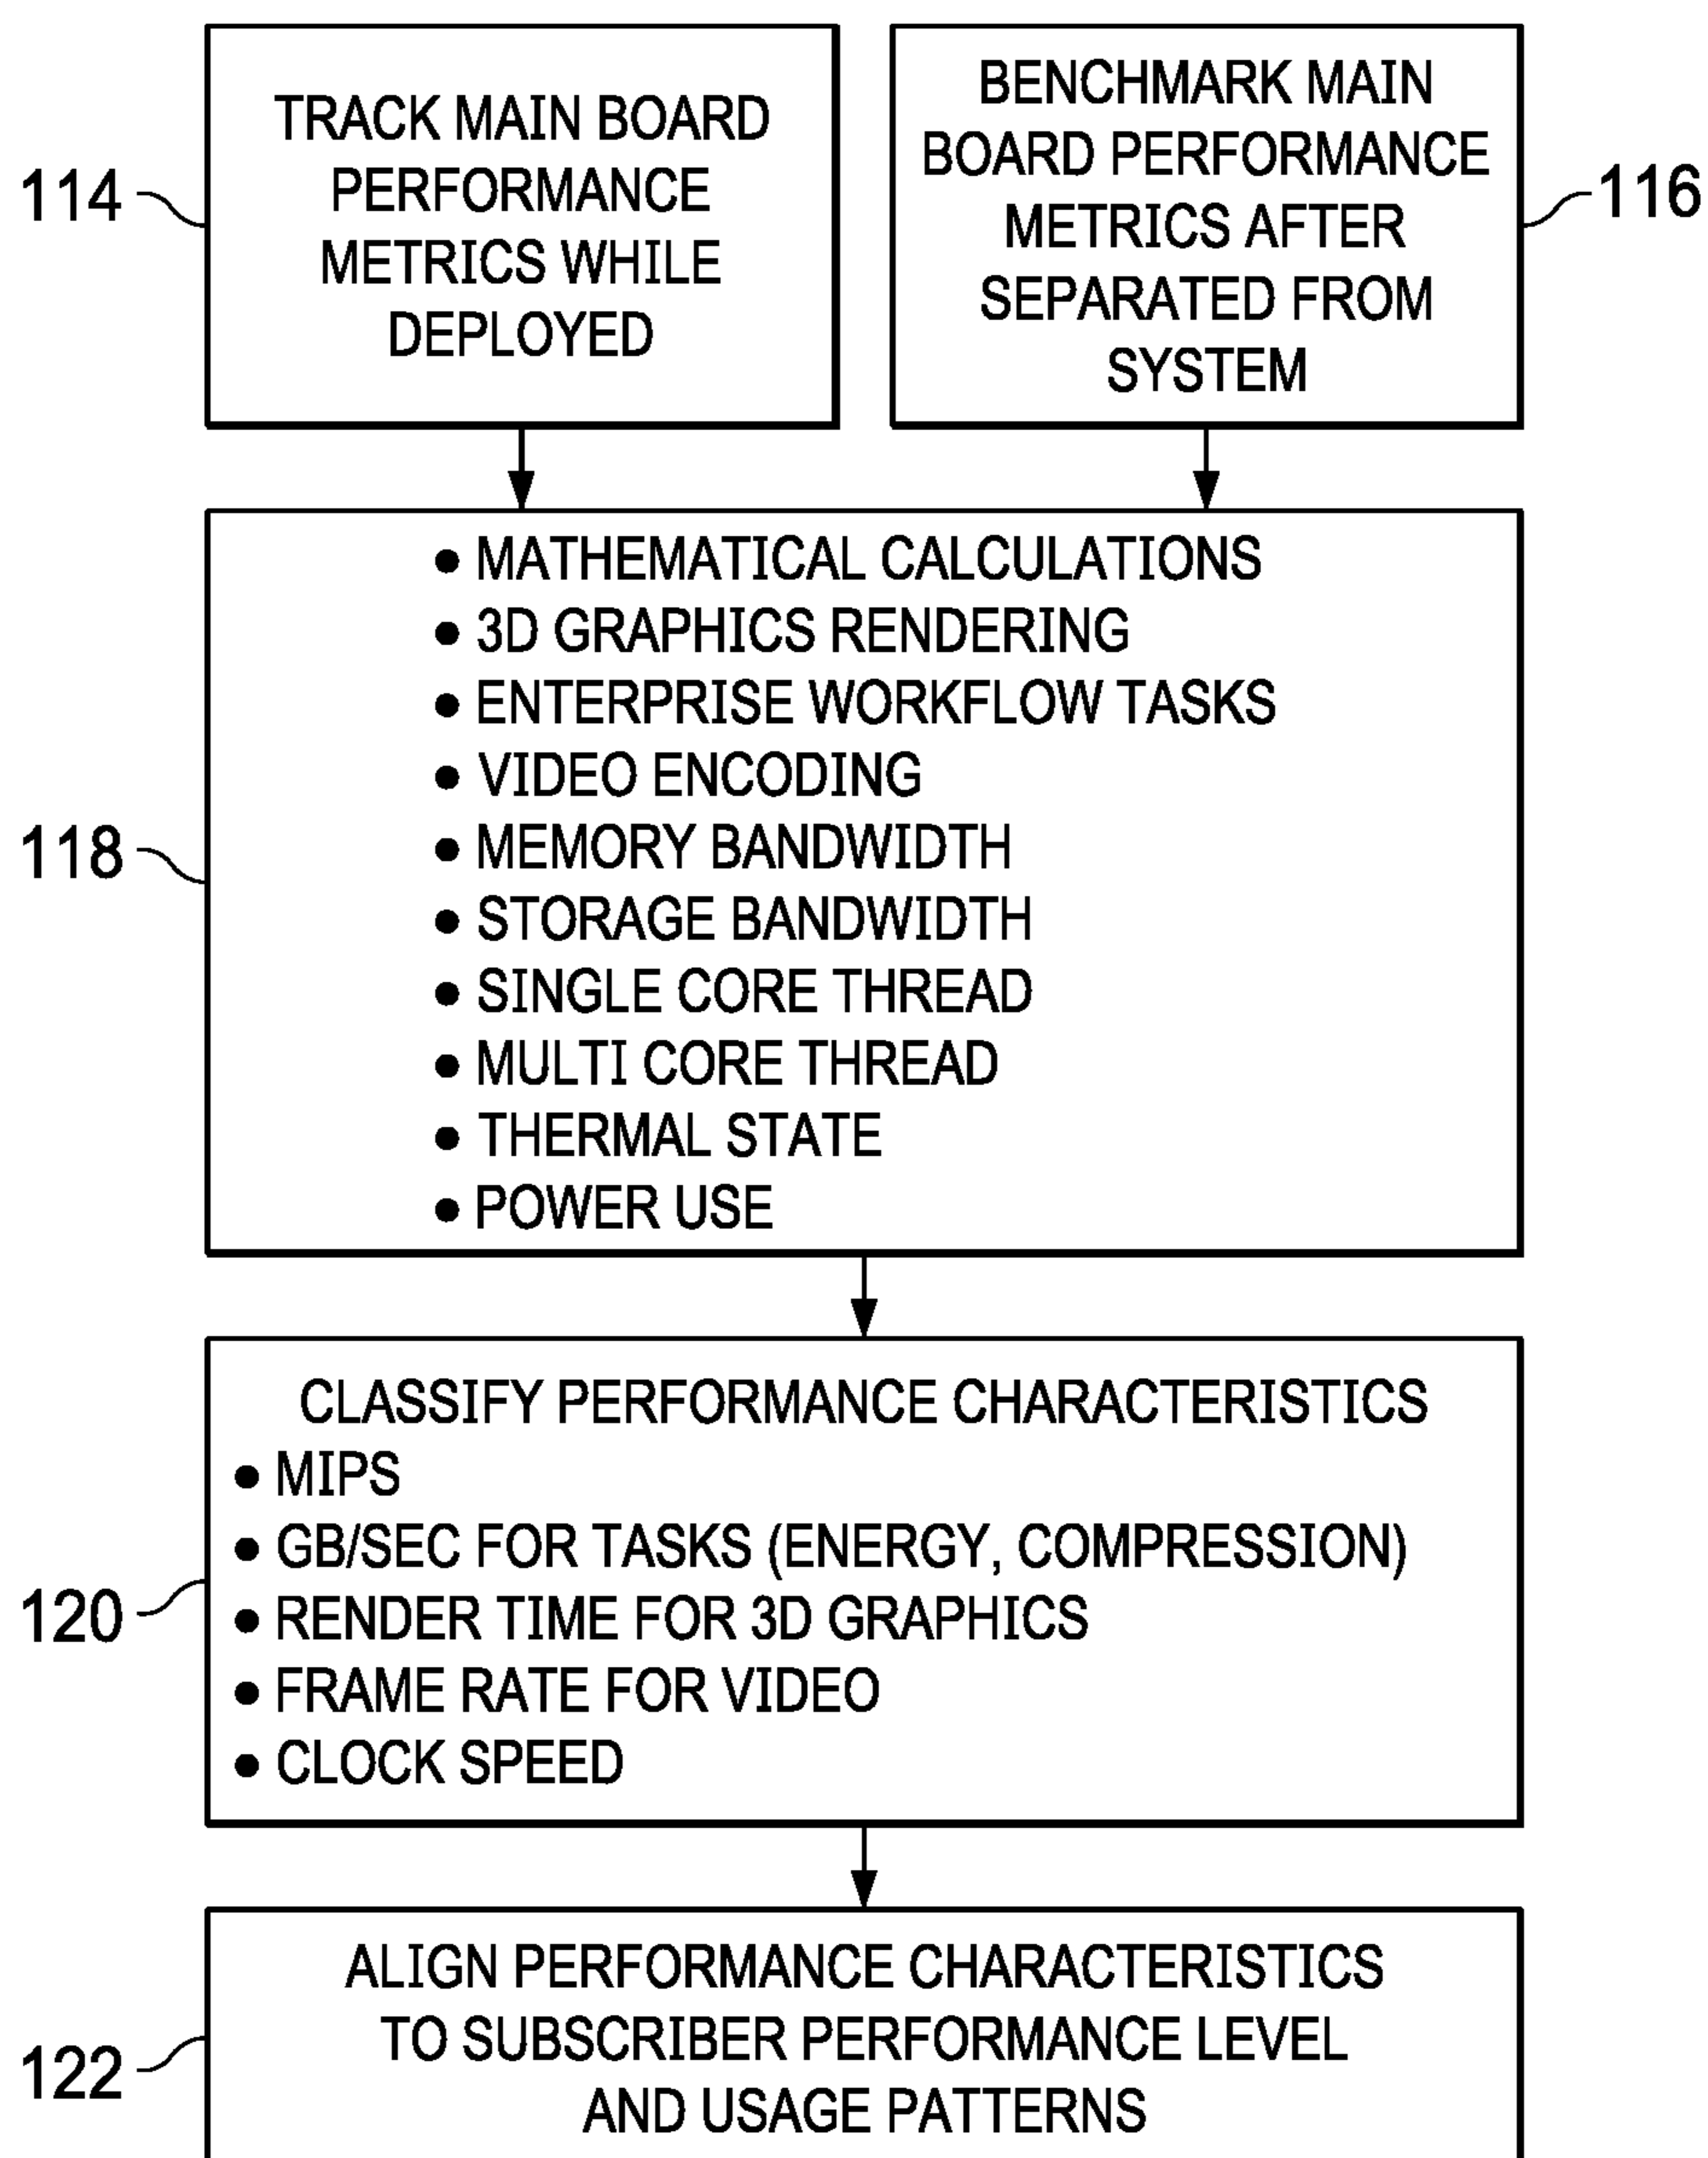 114
TRACK MAIN BOARD
PERFORMANCE
METRICS WHILE
DEPLOYED
BENCHMARK MAIN
BOARD PERFORMANCE
METRICS AFTER
SEPARATED FROM
SYSTEM
116
118
● MATHEMATICAL CALCULATIONS
● 3D GRAPHICS RENDERING
● ENTERPRISE WORKFLOW TASKS
● VIDEO ENCODING
● MEMORY BANDWIDTH
● STORAGE BANDWIDTH
● SINGLE CORE THREAD
● MULTI CORE THREAD
● THERMAL STATE
● POWER USE
120
CLASSIFY PERFORMANCE CHARACTERISTICS
● MIPS
● GB/SEC FOR TASKS (ENERGY, COMPRESSION)
● RENDER TIME FOR 3D GRAPHICS
● FRAME RATE FOR VIDEO
● CLOCK SPEED
122
ALIGN PERFORMANCE CHARACTERISTICS
TO SUBSCRIBER PERFORMANCE LEVEL
AND USAGE PATTERNS